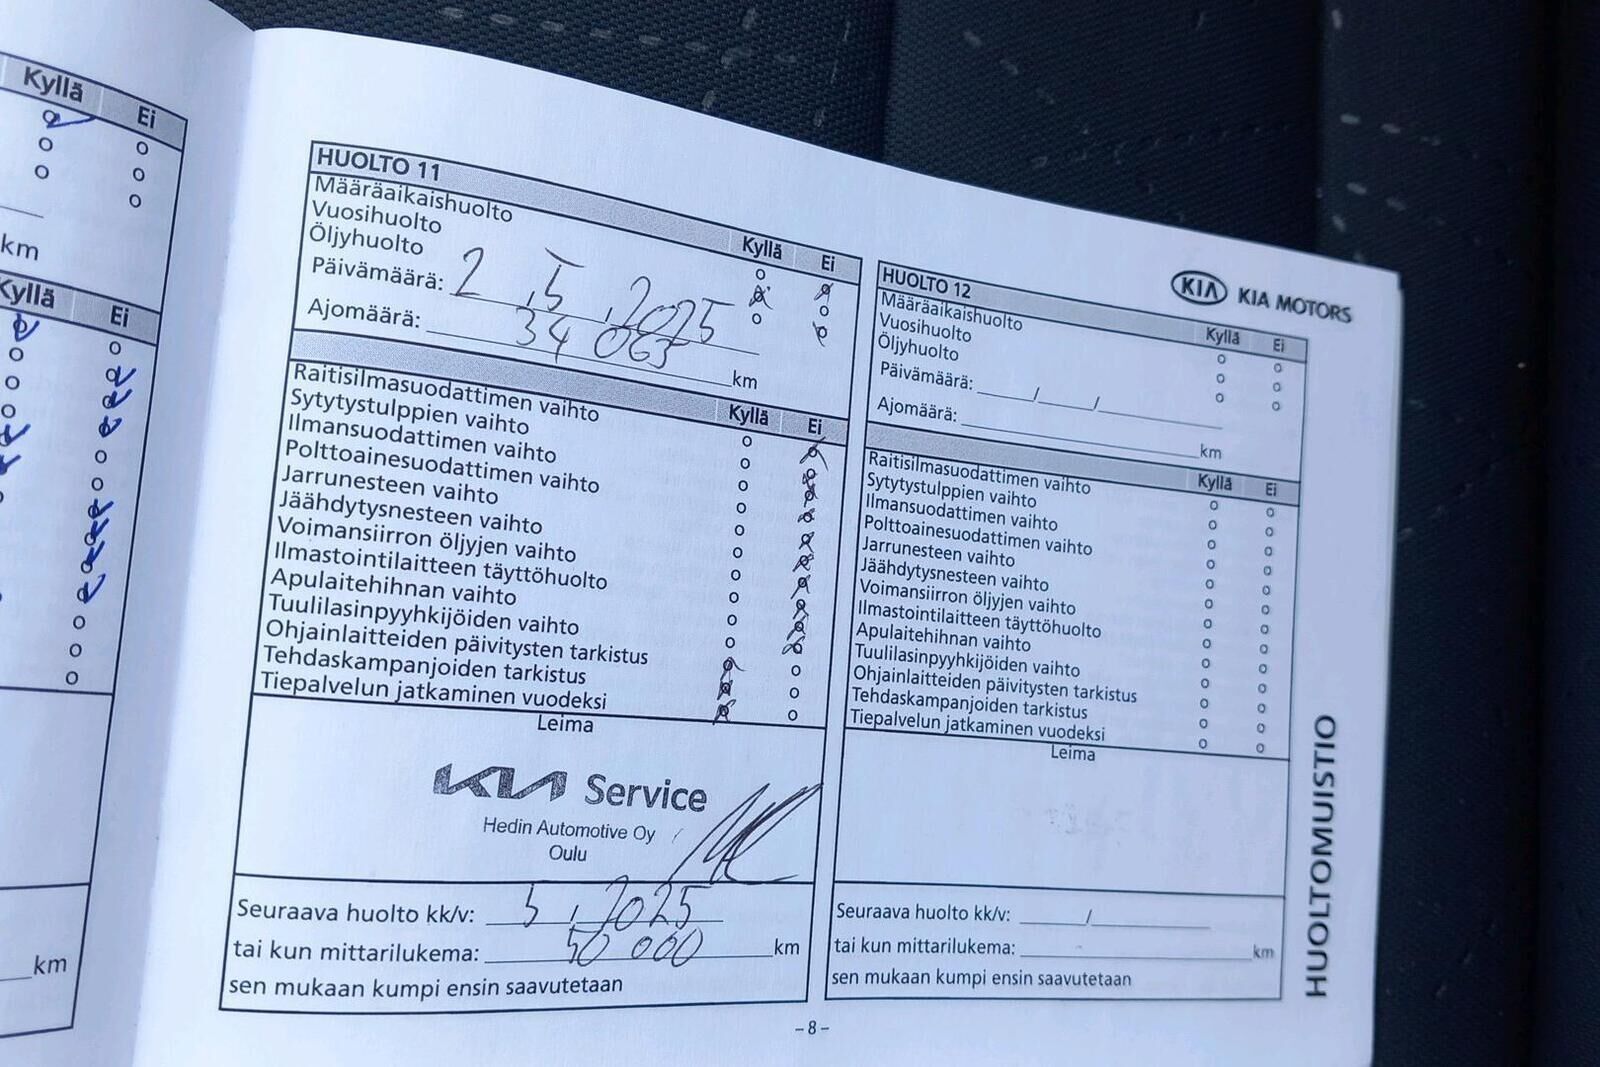 Kyllä Ei
km
Kyllä Ei
km
HUOLTO 11
Kyllä Ei
Määräaikaishuolto
Vuosihuolto
Öljyhuolto
Päivämäärä: 2.5.2025
Ajomäärä: 34 063 km
Kyllä Ei
Raitisilmasuodattimen vaihto
Sytytystulppien vaihto
Ilmansuodattimen vaihto
Polttoainesuodattimen vaihto
Jarrunesteen vaihto
Jäähdytysnesteen vaihto
Voimansiirron öljyjen vaihto
Ilmastointilaitteen täyttöhuolto
Apulaitehihnan vaihto
Tuulilasinpyyhkijöiden vaihto
Ohjainlaitteiden päivitysten tarkistus
Tehdaskampanjoiden tarkistus
Tiepalvelun jatkaminen vuodeksi
Leima
KIA Service
Hedin Automotive Oy
Oulu
Seuraava huolto kk/v: 5.2025
tai kun mittarilukema: 50 000 km
sen mukaan kumpi ensin saavutetaan
KIA KIA MOTORS
HUOLTO 12
Kyllä Ei
Määräaikaishuolto
Vuosihuolto
Öljyhuolto
Päivämäärä: / /
Ajomäärä: km
Kyllä Ei
Raitisilmasuodattimen vaihto
Sytytystulppien vaihto
Ilmansuodattimen vaihto
Polttoainesuodattimen vaihto
Jarrunesteen vaihto
Jäähdytysnesteen vaihto
Voimansiirron öljyjen vaihto
Ilmastointilaitteen täyttöhuolto
Apulaitehihnan vaihto
Tuulilasinpyyhkijöiden vaihto
Ohjainlaitteiden päivitysten tarkistus
Tehdaskampanjoiden tarkistus
Tiepalvelun jatkaminen vuodeksi
Leima
Seuraava huolto kk/v: /
tai kun mittarilukema: km
sen mukaan kumpi ensin saavutetaan
HUOLTOMUISTIO
– 8 –